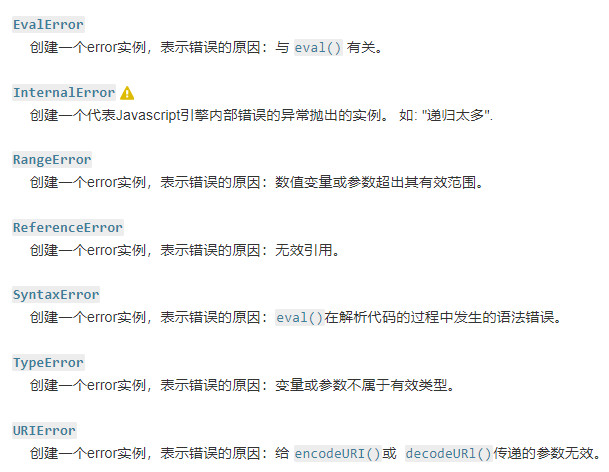 EvalError
创建一个error实例，表示错误的原因：与 eval() 有关。
InternalError
创建一个代表Javascript引擎内部错误的异常抛出的实例。 如: "递归太多".
RangeError
创建一个error实例，表示错误的原因：数值变量或参数超出其有效范围。
ReferenceError
创建一个error实例，表示错误的原因：无效引用。
SyntaxError
创建一个error实例，表示错误的原因：eval()在解析代码的过程中发生的语法错误。
TypeError
创建一个error实例，表示错误的原因：变量或参数不属于有效类型。
URIError
创建一个error实例，表示错误的原因：给 encodeURI()或 decodeURl()传递的参数无效。